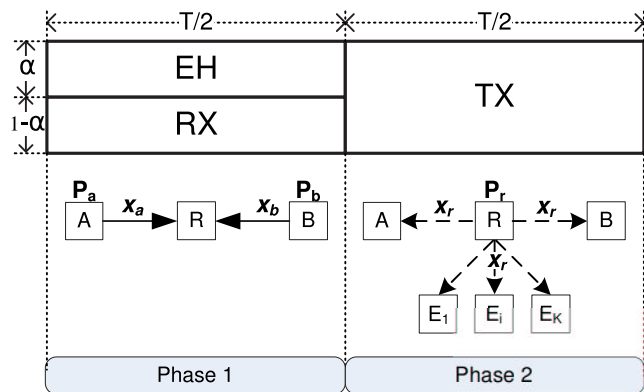 T/2 T/2
α EH TX
1-α RX
Pa Pb Pr
A xa R xb B A xr R xr B
xr
E1 Ei EK
Phase 1 Phase 2